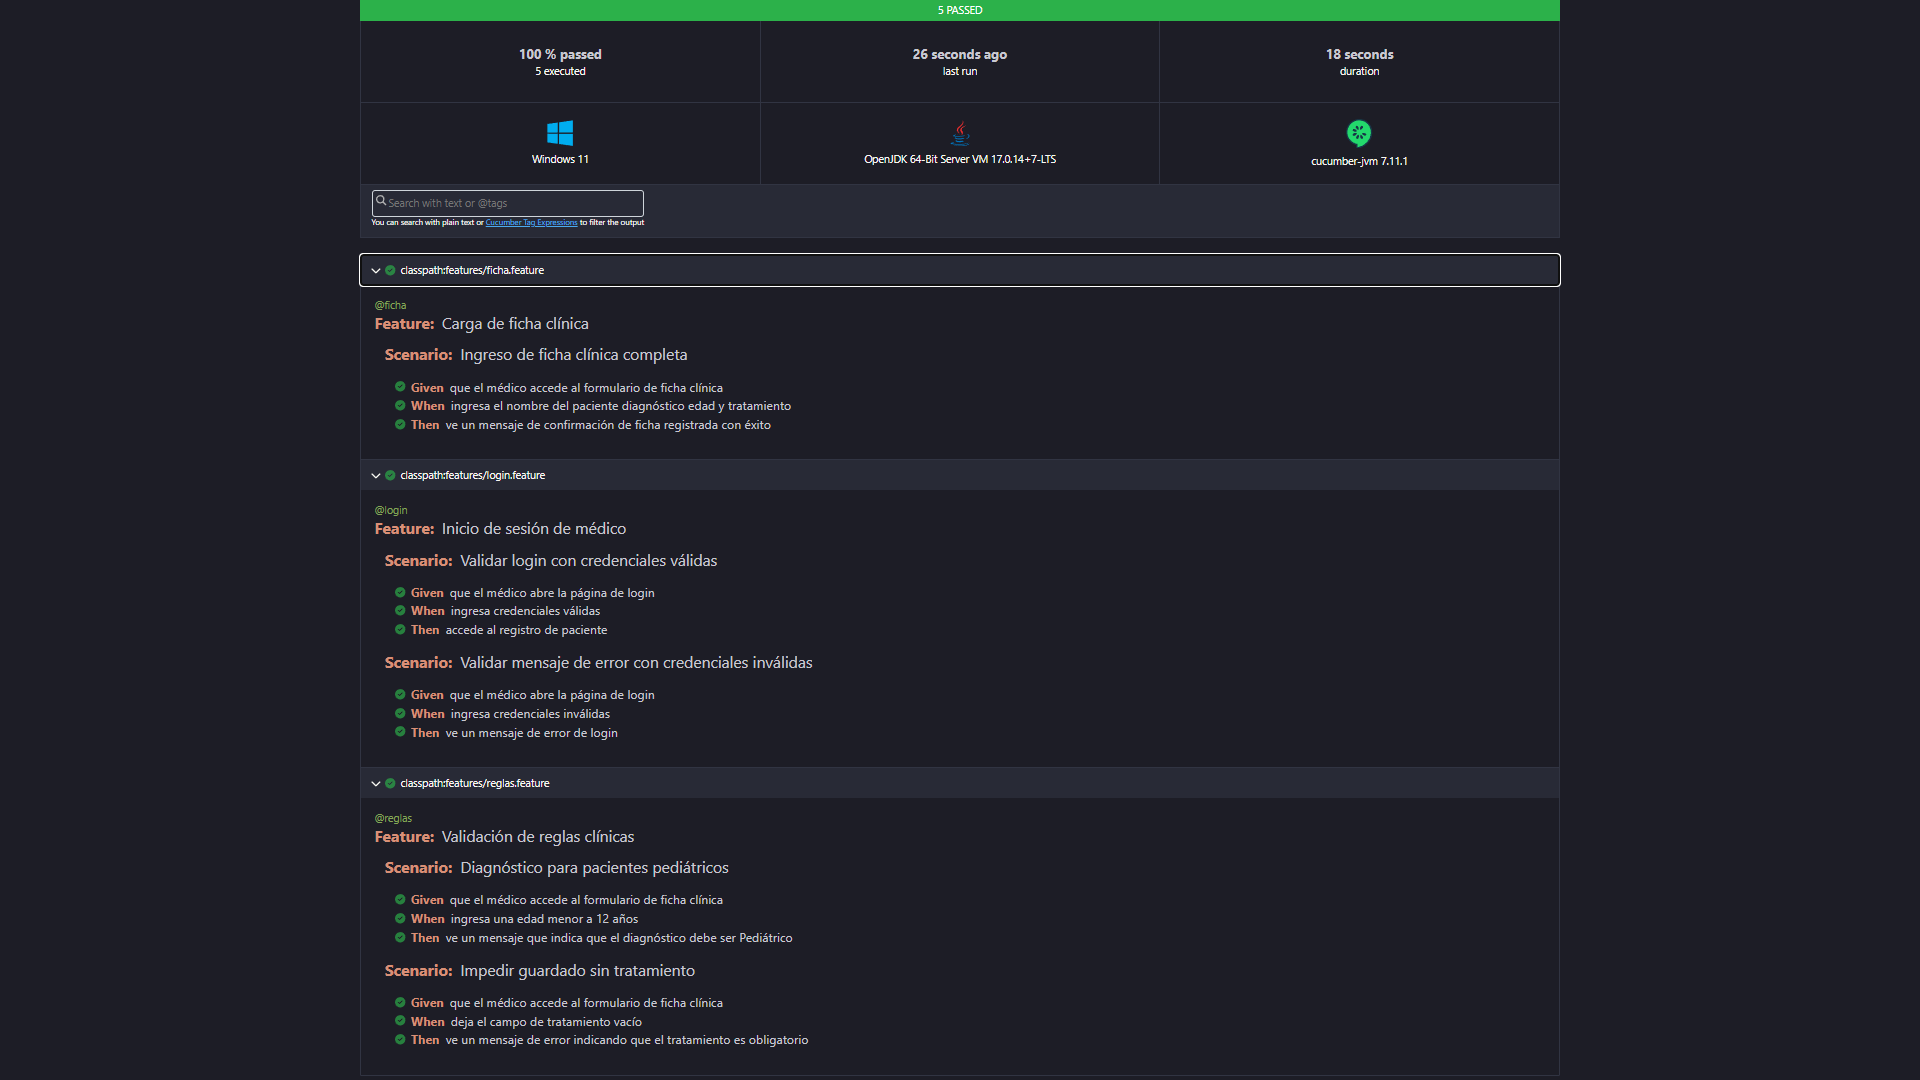 5 PASSED
100 % passed
5 executed
26 seconds ago
last run
18 seconds
duration
Windows 11
OpenJDK 64-Bit Server VM 17.0.14+7-LTS
cucumber-jvm 7.11.1
Search with text or @tags
You can search with plain text or Cucumber Tag Expressions to filter the output
classpath:features/ficha.feature
@ficha
Feature: Carga de ficha clínica
Scenario: Ingreso de ficha clínica completa
Given que el médico accede al formulario de ficha clínica
When ingresa el nombre del paciente diagnóstico edad y tratamiento
Then ve un mensaje de confirmación de ficha registrada con éxito
classpath:features/login.feature
@login
Feature: Inicio de sesión de médico
Scenario: Validar login con credenciales válidas
Given que el médico abre la página de login
When ingresa credenciales válidas
Then accede al registro de paciente
Scenario: Validar mensaje de error con credenciales inválidas
Given que el médico abre la página de login
When ingresa credenciales inválidas
Then ve un mensaje de error de login
classpath:features/reglas.feature
@reglas
Feature: Validación de reglas clínicas
Scenario: Diagnóstico para pacientes pediátricos
Given que el médico accede al formulario de ficha clínica
When ingresa una edad menor a 12 años
Then ve un mensaje que indica que el diagnóstico debe ser Pediátrico
Scenario: Impedir guardado sin tratamiento
Given que el médico accede al formulario de ficha clínica
When deja el campo de tratamiento vacío
Then ve un mensaje de error indicando que el tratamiento es obligatorio